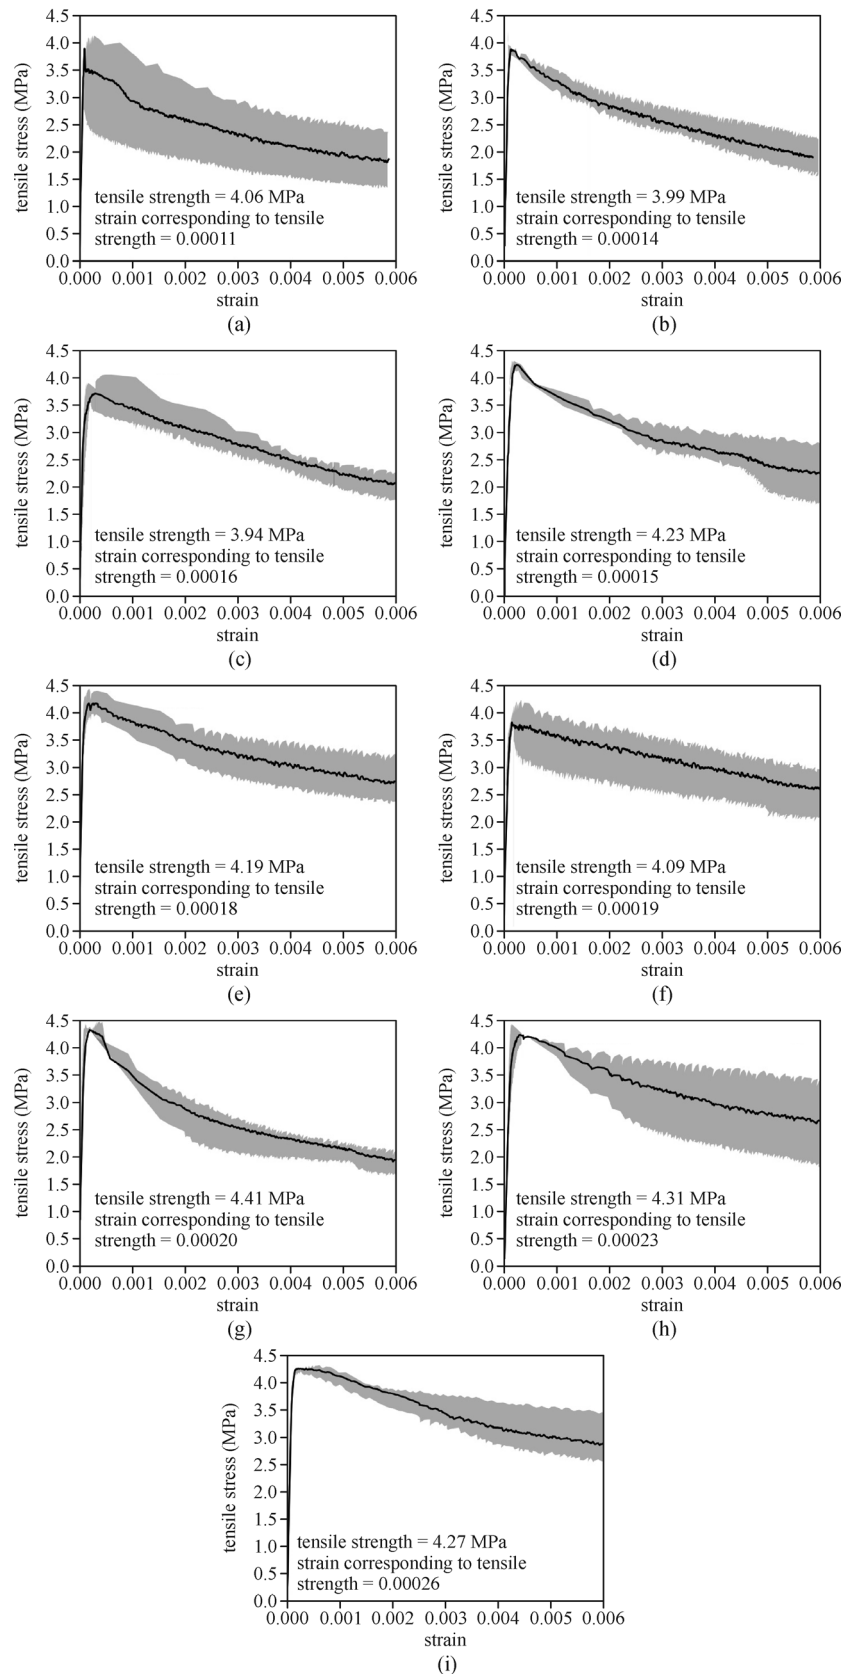 4.5
4.0
3.5
3.0
2.5
2.0
1.5
1.0
0.5
0.0
tensile stress (MPa)
tensile strength = 4.06 MPa
strain corresponding to tensile
strength = 0.00011
0.000 0.001 0.002 0.003 0.004 0.005 0.006
strain
(a)
4.5
4.0
3.5
3.0
2.5
2.0
1.5
1.0
0.5
0.0
tensile stress (MPa)
tensile strength = 3.99 MPa
strain corresponding to tensile
strength = 0.00014
0.000 0.001 0.002 0.003 0.004 0.005 0.006
strain
(b)
4.5
4.0
3.5
3.0
2.5
2.0
1.5
1.0
0.5
0.0
tensile stress (MPa)
tensile strength = 3.94 MPa
strain corresponding to tensile
strength = 0.00016
0.000 0.001 0.002 0.003 0.004 0.005 0.006
strain
(c)
4.5
4.0
3.5
3.0
2.5
2.0
1.5
1.0
0.5
0.0
tensile stress (MPa)
tensile strength = 4.23 MPa
strain corresponding to tensile
strength = 0.00015
0.000 0.001 0.002 0.003 0.004 0.005 0.006
strain
(d)
4.5
4.0
3.5
3.0
2.5
2.0
1.5
1.0
0.5
0.0
tensile stress (MPa)
tensile strength = 4.19 MPa
strain corresponding to tensile
strength = 0.00018
0.000 0.001 0.002 0.003 0.004 0.005 0.006
strain
(e)
4.5
4.0
3.5
3.0
2.5
2.0
1.5
1.0
0.5
0.0
tensile stress (MPa)
tensile strength = 4.09 MPa
strain corresponding to tensile
strength = 0.00019
0.000 0.001 0.002 0.003 0.004 0.005 0.006
strain
(f)
4.5
4.0
3.5
3.0
2.5
2.0
1.5
1.0
0.5
0.0
tensile stress (MPa)
tensile strength = 4.41 MPa
strain corresponding to tensile
strength = 0.00020
0.000 0.001 0.002 0.003 0.004 0.005 0.006
strain
(g)
4.5
4.0
3.5
3.0
2.5
2.0
1.5
1.0
0.5
0.0
tensile stress (MPa)
tensile strength = 4.31 MPa
strain corresponding to tensile
strength = 0.00023
0.000 0.001 0.002 0.003 0.004 0.005 0.006
strain
(h)
4.5
4.0
3.5
3.0
2.5
2.0
1.5
1.0
0.5
0.0
tensile stress (MPa)
tensile strength = 4.27 MPa
strain corresponding to tensile
strength = 0.00026
0.000 0.001 0.002 0.003 0.004 0.005 0.006
strain
(i)